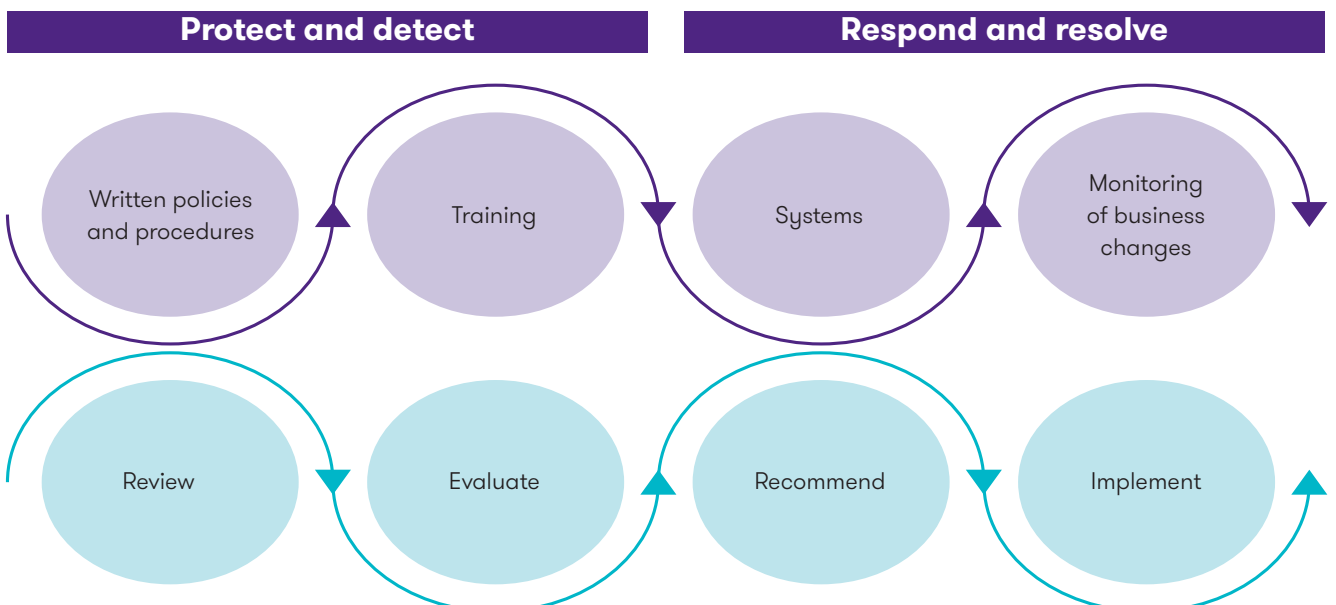 Protect and detect
Respond and resolve
Written policies
and procedures
Training
Systems
Monitoring
of business
changes
Review
Evaluate
Recommend
Implement